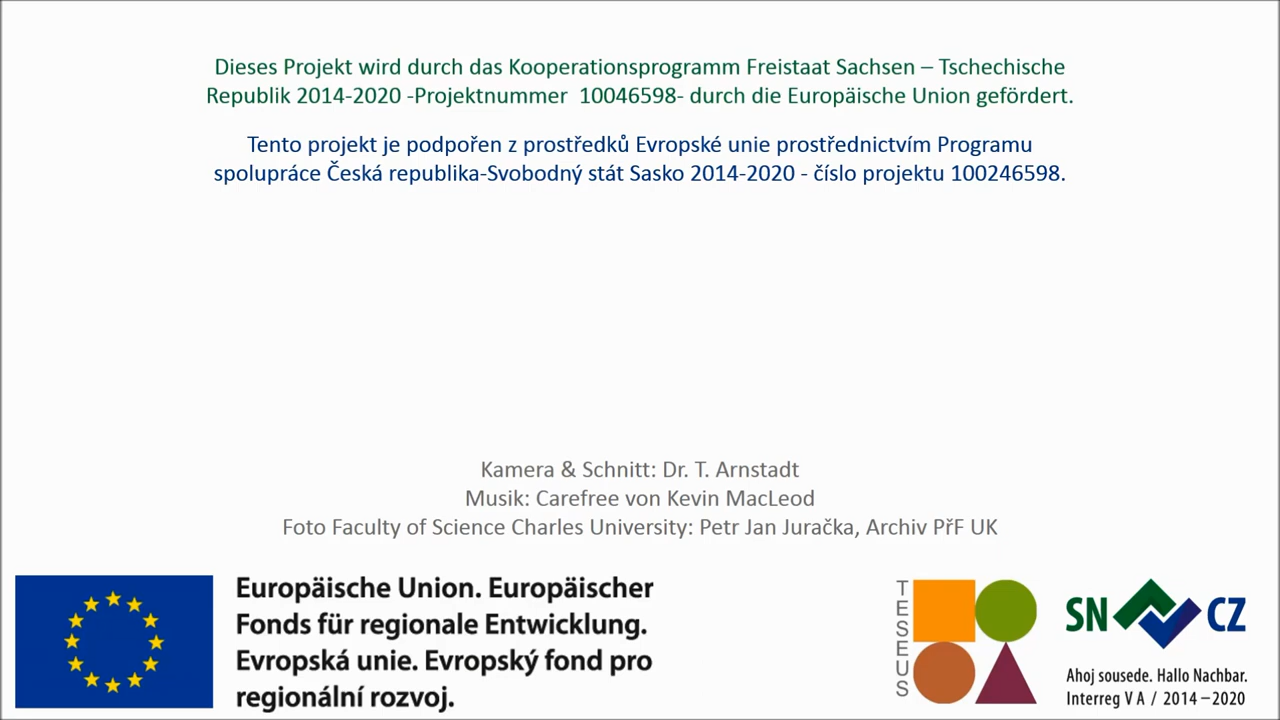 Dieses Projekt wird durch das Kooperationsprogramm Freistaat Sachsen – Tschechische
Republik 2014-2020 -Projektnummer 10046598- durch die Europäische Union gefördert.
Tento projekt je podpořen z prostředků Evropské unie prostřednictvím Programu
spolupráce Česká republika-Svobodný stát Sasko 2014-2020 - číslo projektu 100246598.
Kamera & Schnitt: Dr. T. Arnstadt
Musik: Carefree von Kevin MacLeod
Foto Faculty of Science Charles University: Petr Jan Juračka, Archiv PřF UK
Europäische Union. Europäischer
Fonds für regionale Entwicklung.
Evropská unie. Evropský fond pro
regionální rozvoj.
TESEUS
SN CZ
Ahoj sousede. Hallo Nachbar.
Interreg V A / 2014–2020